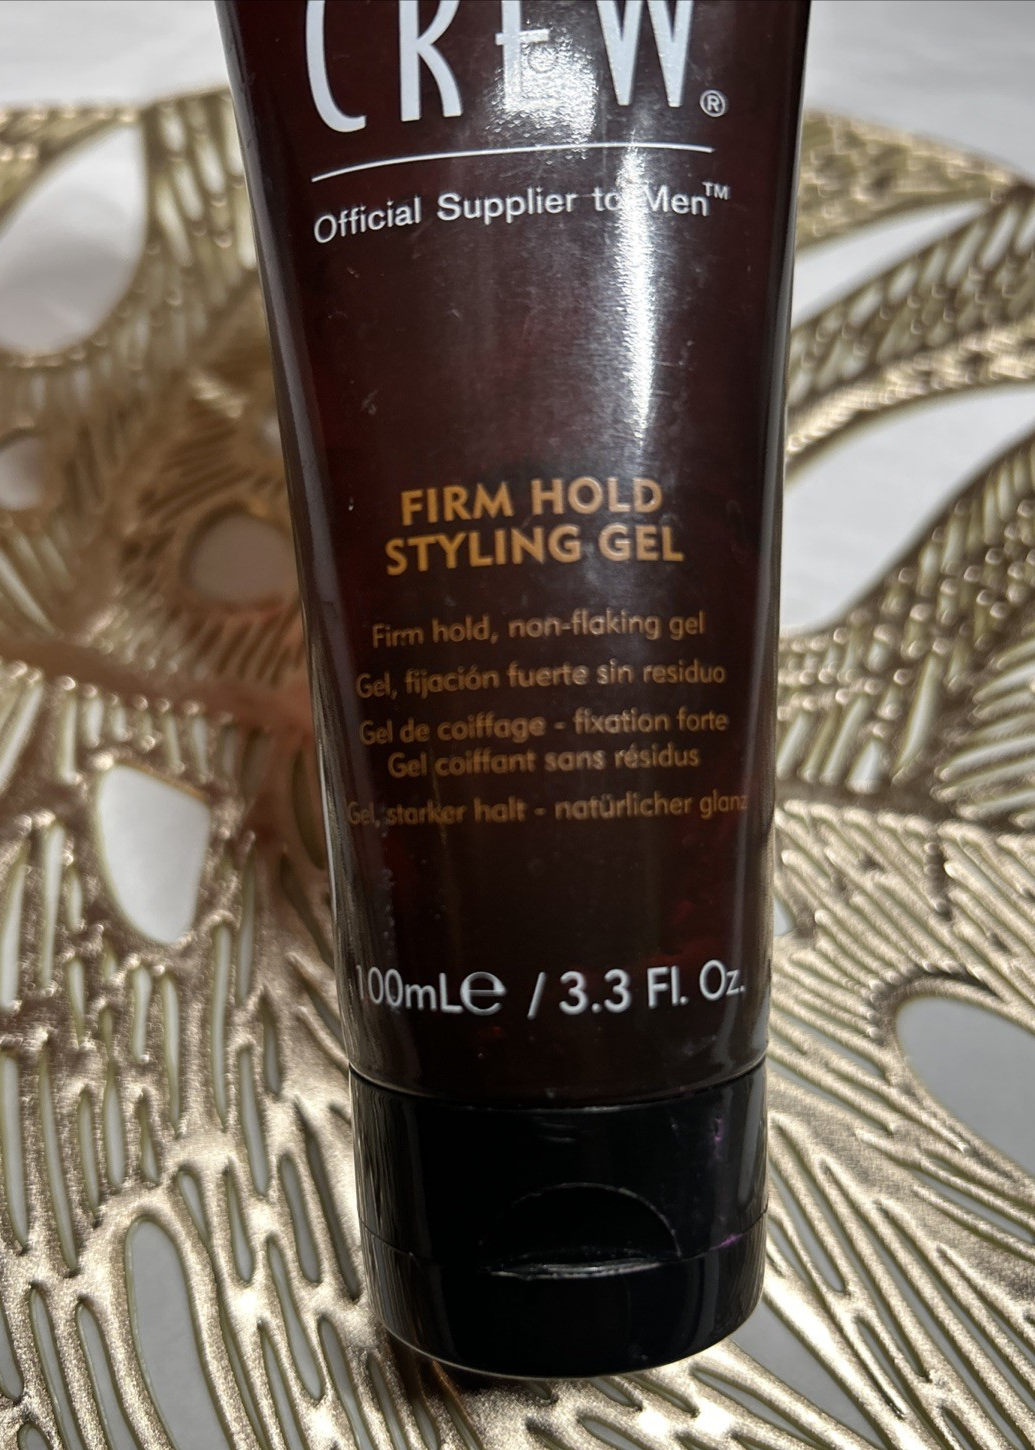 CREW®
Official Supplier to Men™
FIRM HOLD
STYLING GEL
Firm hold, non-flaking gel
Gel, fijación fuerte sin residuo
Gel de coiffage - fixation forte
Gel coiffant sans résidus
Gel, starker halt - natürlicher glanz
100mL℮ / 3.3 Fl. Oz.